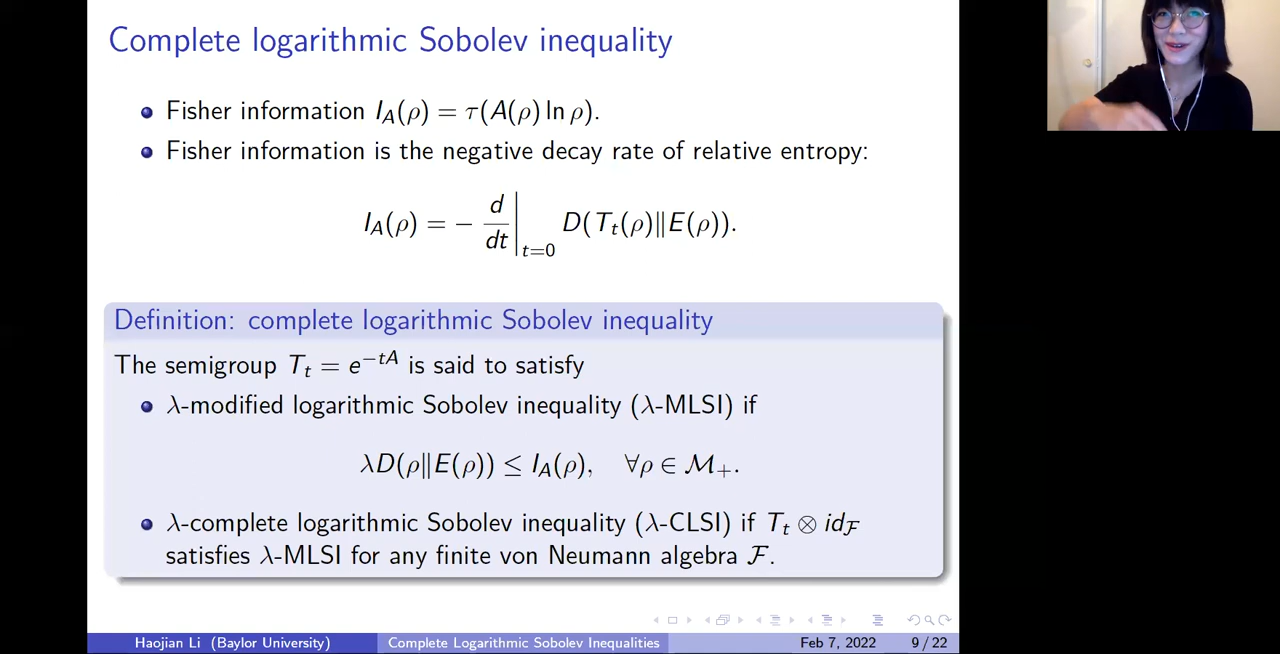 Complete logarithmic Sobolev inequality
Fisher information I_A(ρ) = τ(A(ρ) ln ρ).
Fisher information is the negative decay rate of relative entropy:
I_A(ρ) = − d/dt |_{t=0} D(T_t(ρ)‖E(ρ)).
Definition: complete logarithmic Sobolev inequality
The semigroup T_t = e^{−tA} is said to satisfy
λ-modified logarithmic Sobolev inequality (λ-MLSI) if
λD(ρ‖E(ρ)) ≤ I_A(ρ), ∀ρ ∈ ℳ₊.
λ-complete logarithmic Sobolev inequality (λ-CLSI) if T_t ⊗ id_ℱ
satisfies λ-MLSI for any finite von Neumann algebra ℱ.
Haojian Li (Baylor University) Complete Logarithmic Sobolev Inequalities Feb 7, 2022 9 / 22